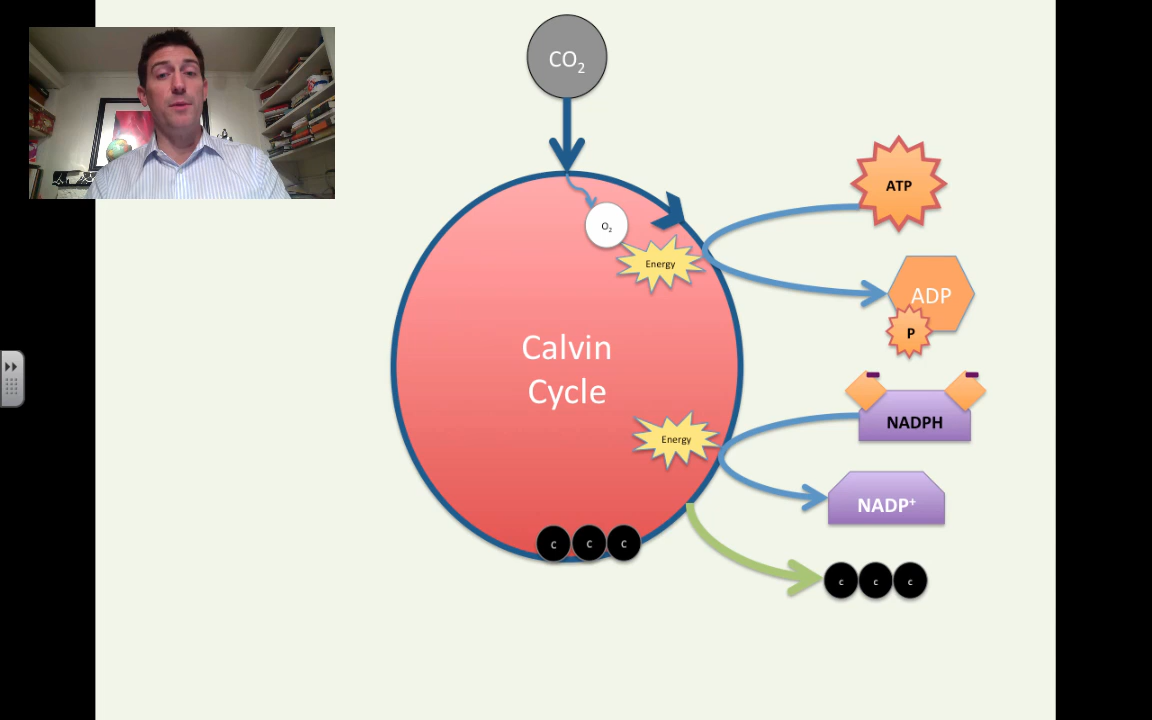 CO₂
ATP
O₂
Energy
ADP
P
Calvin
Cycle
NADPH
Energy
NADP⁺
c c c
c c c